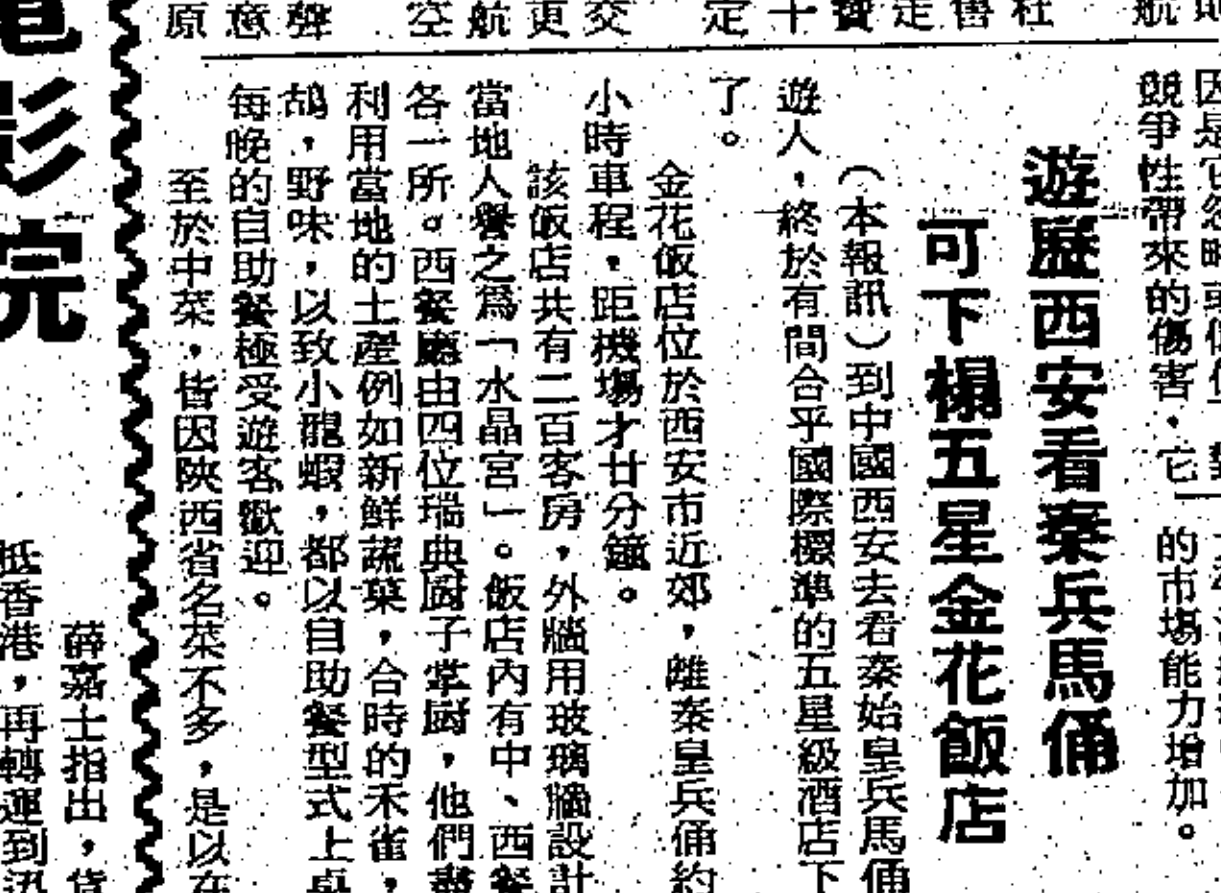 競爭性帶來的傷害，它
的市場能力增加。
遊歷西安看秦兵馬俑
可下榻五星金花飯店
（本報訊）到中國西安去看秦始皇兵馬俑
遊人，終於有間合乎國際標準的五星級酒店下
了。
金花飯店位於西安市近郊，離秦皇兵俑約
小時車程，距機場才廿分鐘。
該飯店共有二百客房，外牆用玻璃牆設計
當地人譽之爲「水晶宮」。飯店內有中、西餐
各一所。西餐廳由四位瑞典厨子掌厨，他們盡
利用當地的土產例如新鮮蔬菜，合時的禾雀，
鴣，野味，以致小龍蝦，都以自助餐型式上桌
每晚的自助餐極受遊客歡迎。
至於中菜，皆因陝西省名菜不多，是以在
定十
走
社
空航更交
原意聲
電影院
薛嘉士指出，貨
抵香港，再轉運到